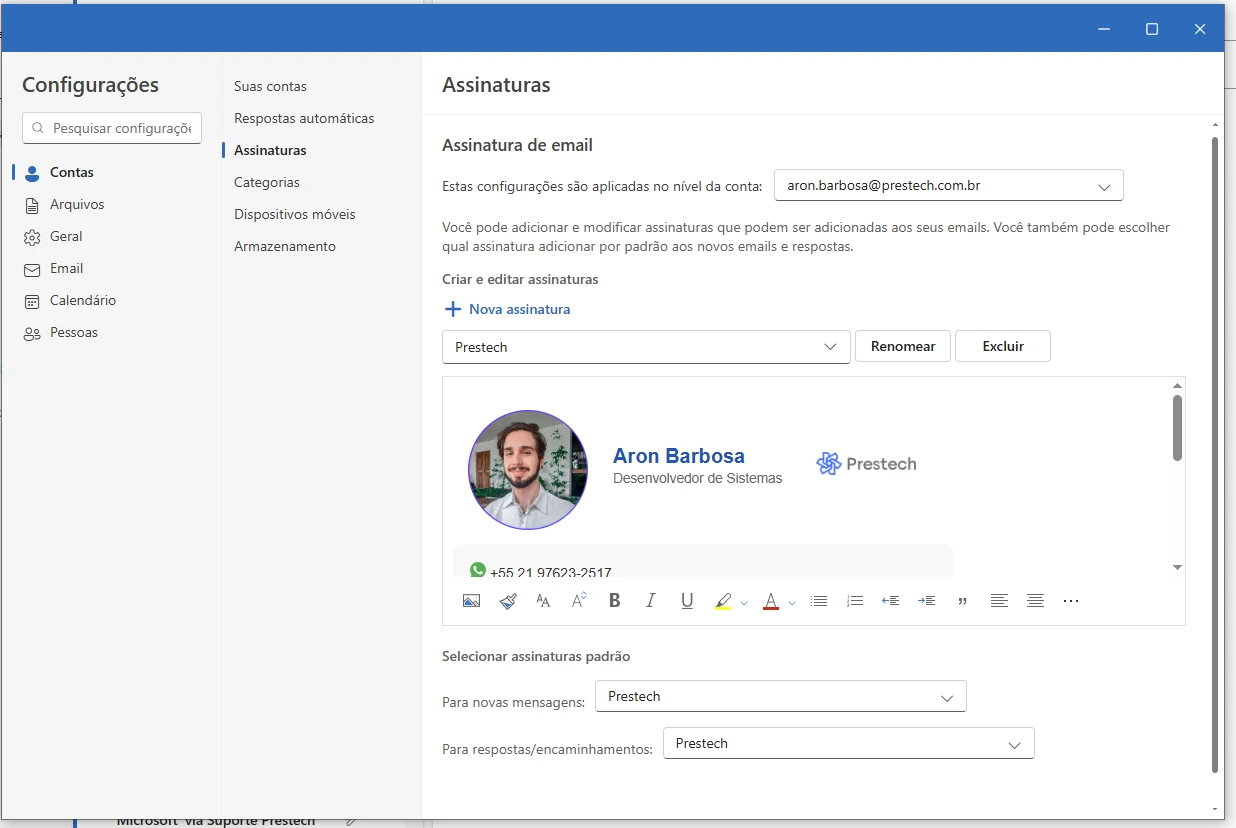 Configurações
Pesquisar configuraçõe
Contas
Arquivos
Geral
Email
Calendário
Pessoas
Suas contas
Respostas automáticas
Assinaturas
Categorias
Dispositivos móveis
Armazenamento
Assinaturas
Assinatura de email
Estas configurações são aplicadas no nível da conta: aron.barbosa@prestech.com.br
Você pode adicionar e modificar assinaturas que podem ser adicionadas aos seus emails. Você também pode escolher
qual assinatura adicionar por padrão aos novos emails e respostas.
Criar e editar assinaturas
Nova assinatura
Prestech Renomear Excluir
Aron Barbosa
Desenvolvedor de Sistemas
Prestech
+55 21 97623-2517
Selecionar assinaturas padrão
Para novas mensagens: Prestech
Para respostas/encaminhamentos: Prestech
Microsoft via Suporte Prestech